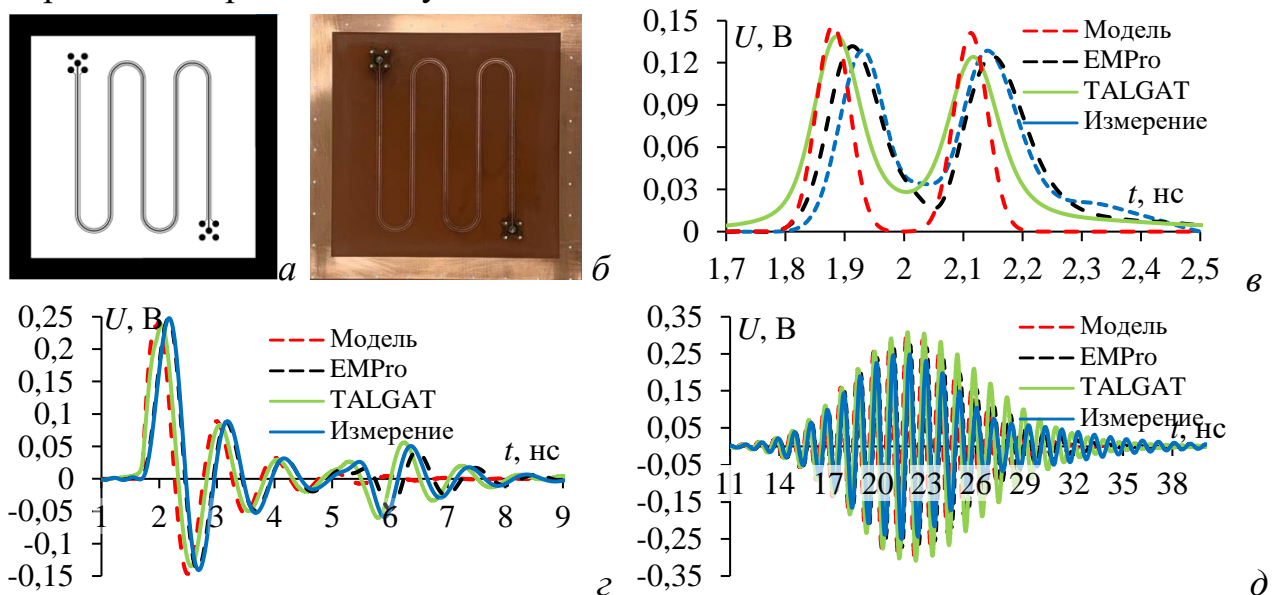 а
б
0,15
0,12
0,09
0,06
0,03
0
U, В
Модель
EMPro
TALGAT
Измерение
t, нс
1,7 1,8 1,9 2 2,1 2,2 2,3 2,4 2,5
в
0,25
0,2
0,15
0,1
0,05
0
-0,05
-0,1
-0,15
U, В
Модель
EMPro
TALGAT
Измерение
t, нс
1 2 3 4 5 6 7 8 9
г
0,35
0,25
0,15
0,05
-0,05
-0,15
-0,25
-0,35
U, В
Модель
EMPro
TALGAT
Измерение
t, нс
11 14 17 20 23 26 29 32 35 38
д